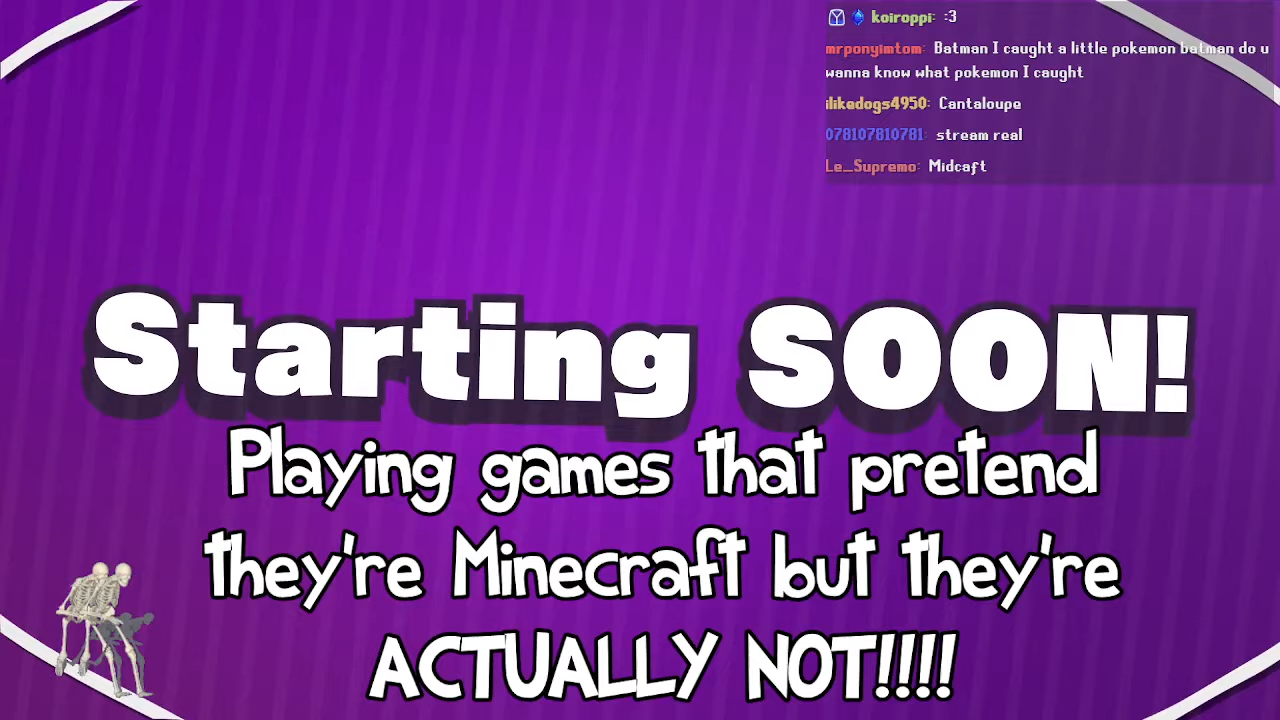 koiroppi: :3
mrponyimtom: Batman I caught a little pokemon batman do u
wanna know what pokemon I caught
ilikedogs4950: Cantaloupe
078107810781: stream real
Le_Supremo: Midcaft
Starting SOON!
Playing games that pretend
they're Minecraft but they're
ACTUALLY NOT!!!!